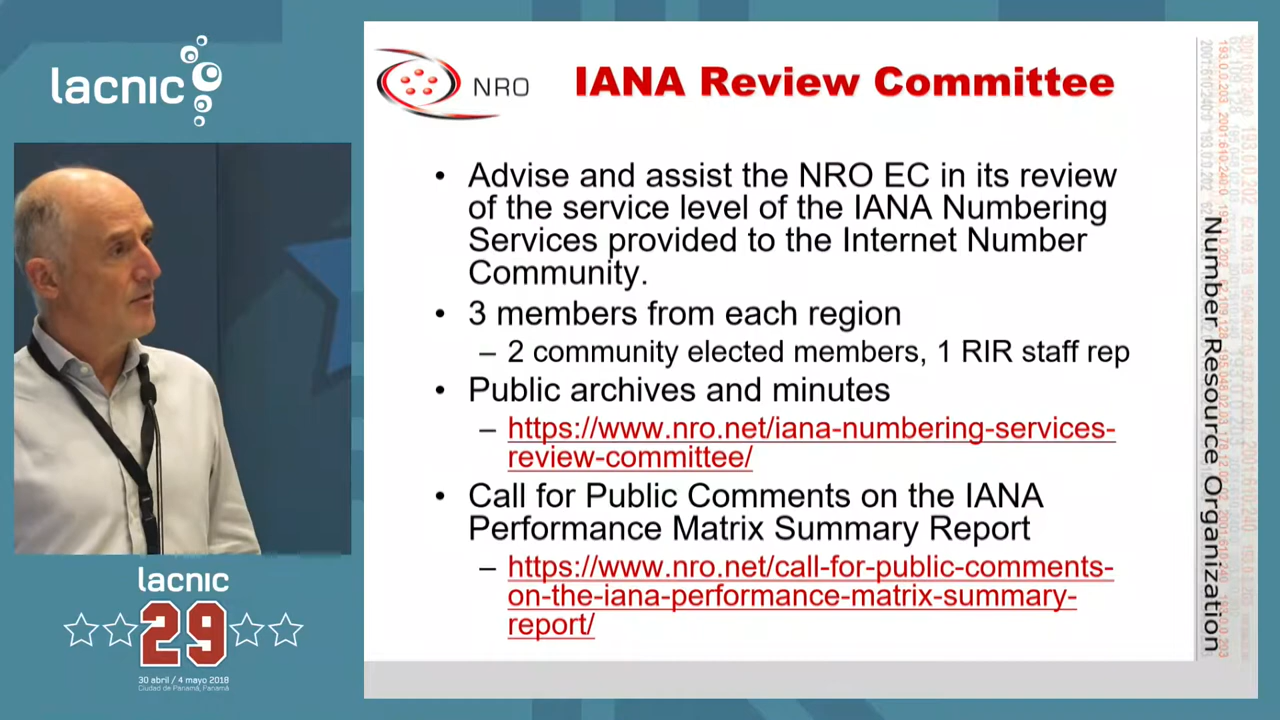 lacnic
NRO
IANA Review Committee
• Advise and assist the NRO EC in its review
of the service level of the IANA Numbering
Services provided to the Internet Number
Community.
• 3 members from each region
– 2 community elected members, 1 RIR staff rep
• Public archives and minutes
– https://www.nro.net/iana-numbering-services-
review-committee/
• Call for Public Comments on the IANA
Performance Matrix Summary Report
– https://www.nro.net/call-for-public-comments-
on-the-iana-performance-matrix-summary-
report/
Number Resource Organization
lacnic
29
30 abril / 4 mayo 2018
Ciudad de Panamá, Panamá